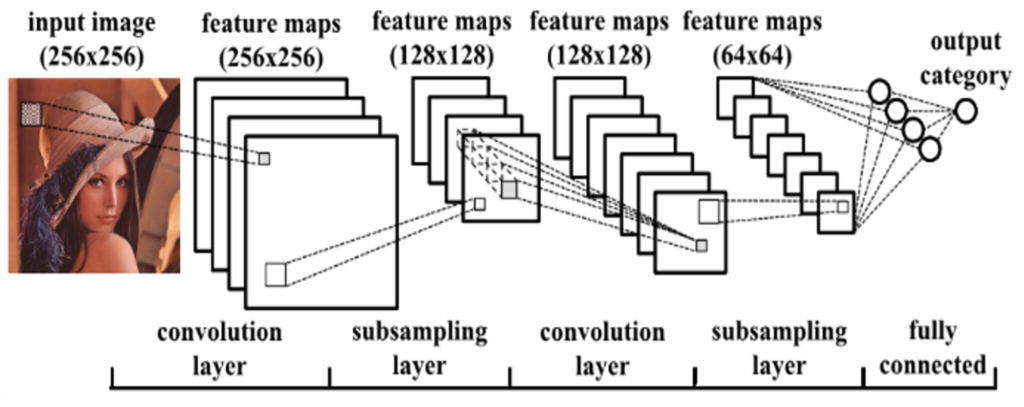 input image
(256x256)
feature maps
(256x256)
feature maps
(128x128)
feature maps
(128x128)
feature maps
(64x64)
output
category
convolution
layer
subsampling
layer
convolution
layer
subsampling
layer
fully
connected